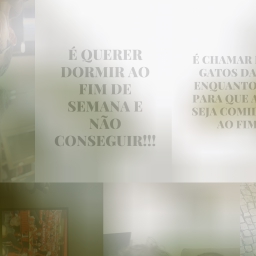 É QUERER
DORMIR AO
FIM DE
SEMANA E
NÃO
CONSEGUIR!!!
É CHAMAR
GATOS DA
ENQUANTO
PARA QUE A
SEJA COMI
AO FIM